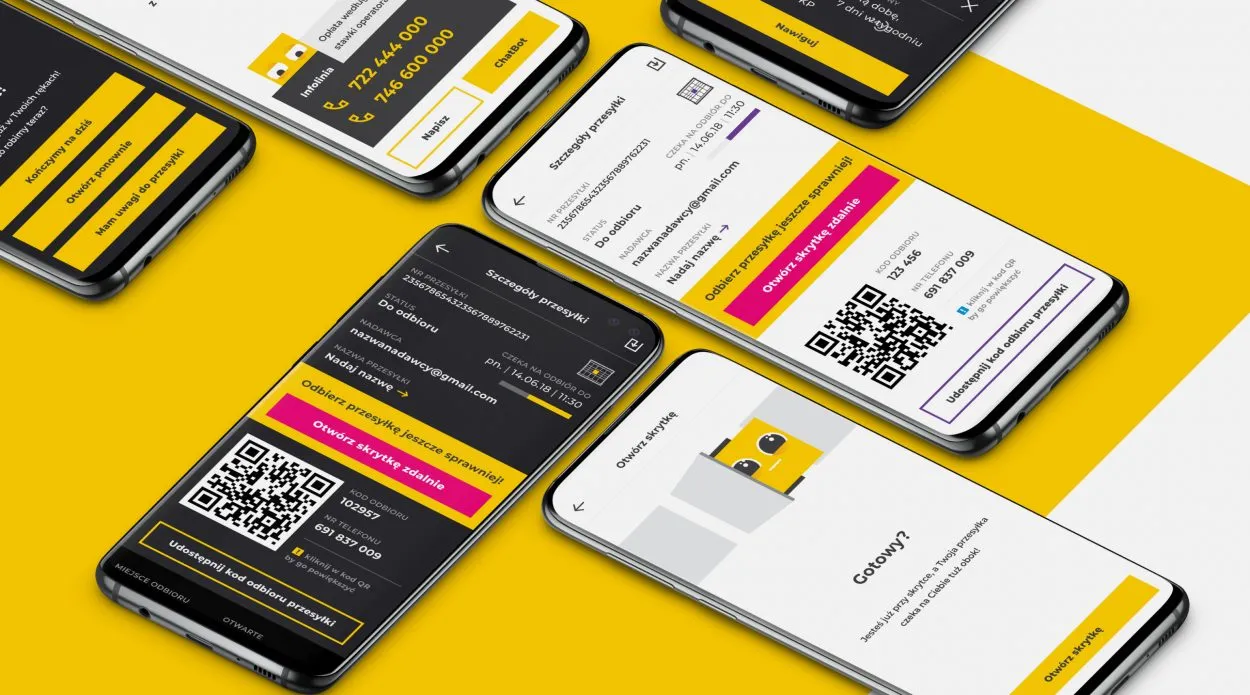 !
ż w Twoich rękach!
o robimy teraz?
Kończymy na dziś
Otwórz ponownie
Mam uwagi do przesyłki
z
Opłata według
stawki operatora
Infolinia
722 444 000
746 600 000
Napisz
ChatBot
ą dobę,
KP
7 dni w tygodniu
Nawiguj
Szczegóły przesyłki
NR PRZESYŁKI
235678654323567889762231
STATUS
Do odbioru
NADAWCA
nazwanadawcy@gmail.com
NAZWA PRZESYŁKI
Nadaj nazwę →
CZEKA NA ODBIÓR DO
pn. | 14.06.18 | 11:30
Odbierz przesyłkę jeszcze sprawniej!
Otwórz skrytkę zdalnie
KOD ODBIORU
123 456
NR TELEFONU
691 837 009
kliknij w kod QR
by go powiększyć
Udostępnij kod odbioru przesyłki
Szczegóły przesyłki
NR PRZESYŁKI
235678654323567889762231
STATUS
Do odbioru
NADAWCA
nazwanadawcy@gmail.com
NAZWA PRZESYŁKI
Nadaj nazwę →
CZEKA NA ODBIÓR DO
pn. | 14.06.18 | 11:30
Odbierz przesyłkę jeszcze sprawniej!
Otwórz skrytkę zdalnie
KOD ODBIORU
102957
NR TELEFONU
691 837 009
kliknij w kod QR
by go powiększyć
Udostępnij kod odbioru przesyłki
MIEJSCE ODBIORU
OTWARTE
Otwórz skrytkę
Gotowy?
Jesteś już przy skrytce, a Twoja przesyłka
czeka na Ciebie tuż obok!
Otwórz skrytkę